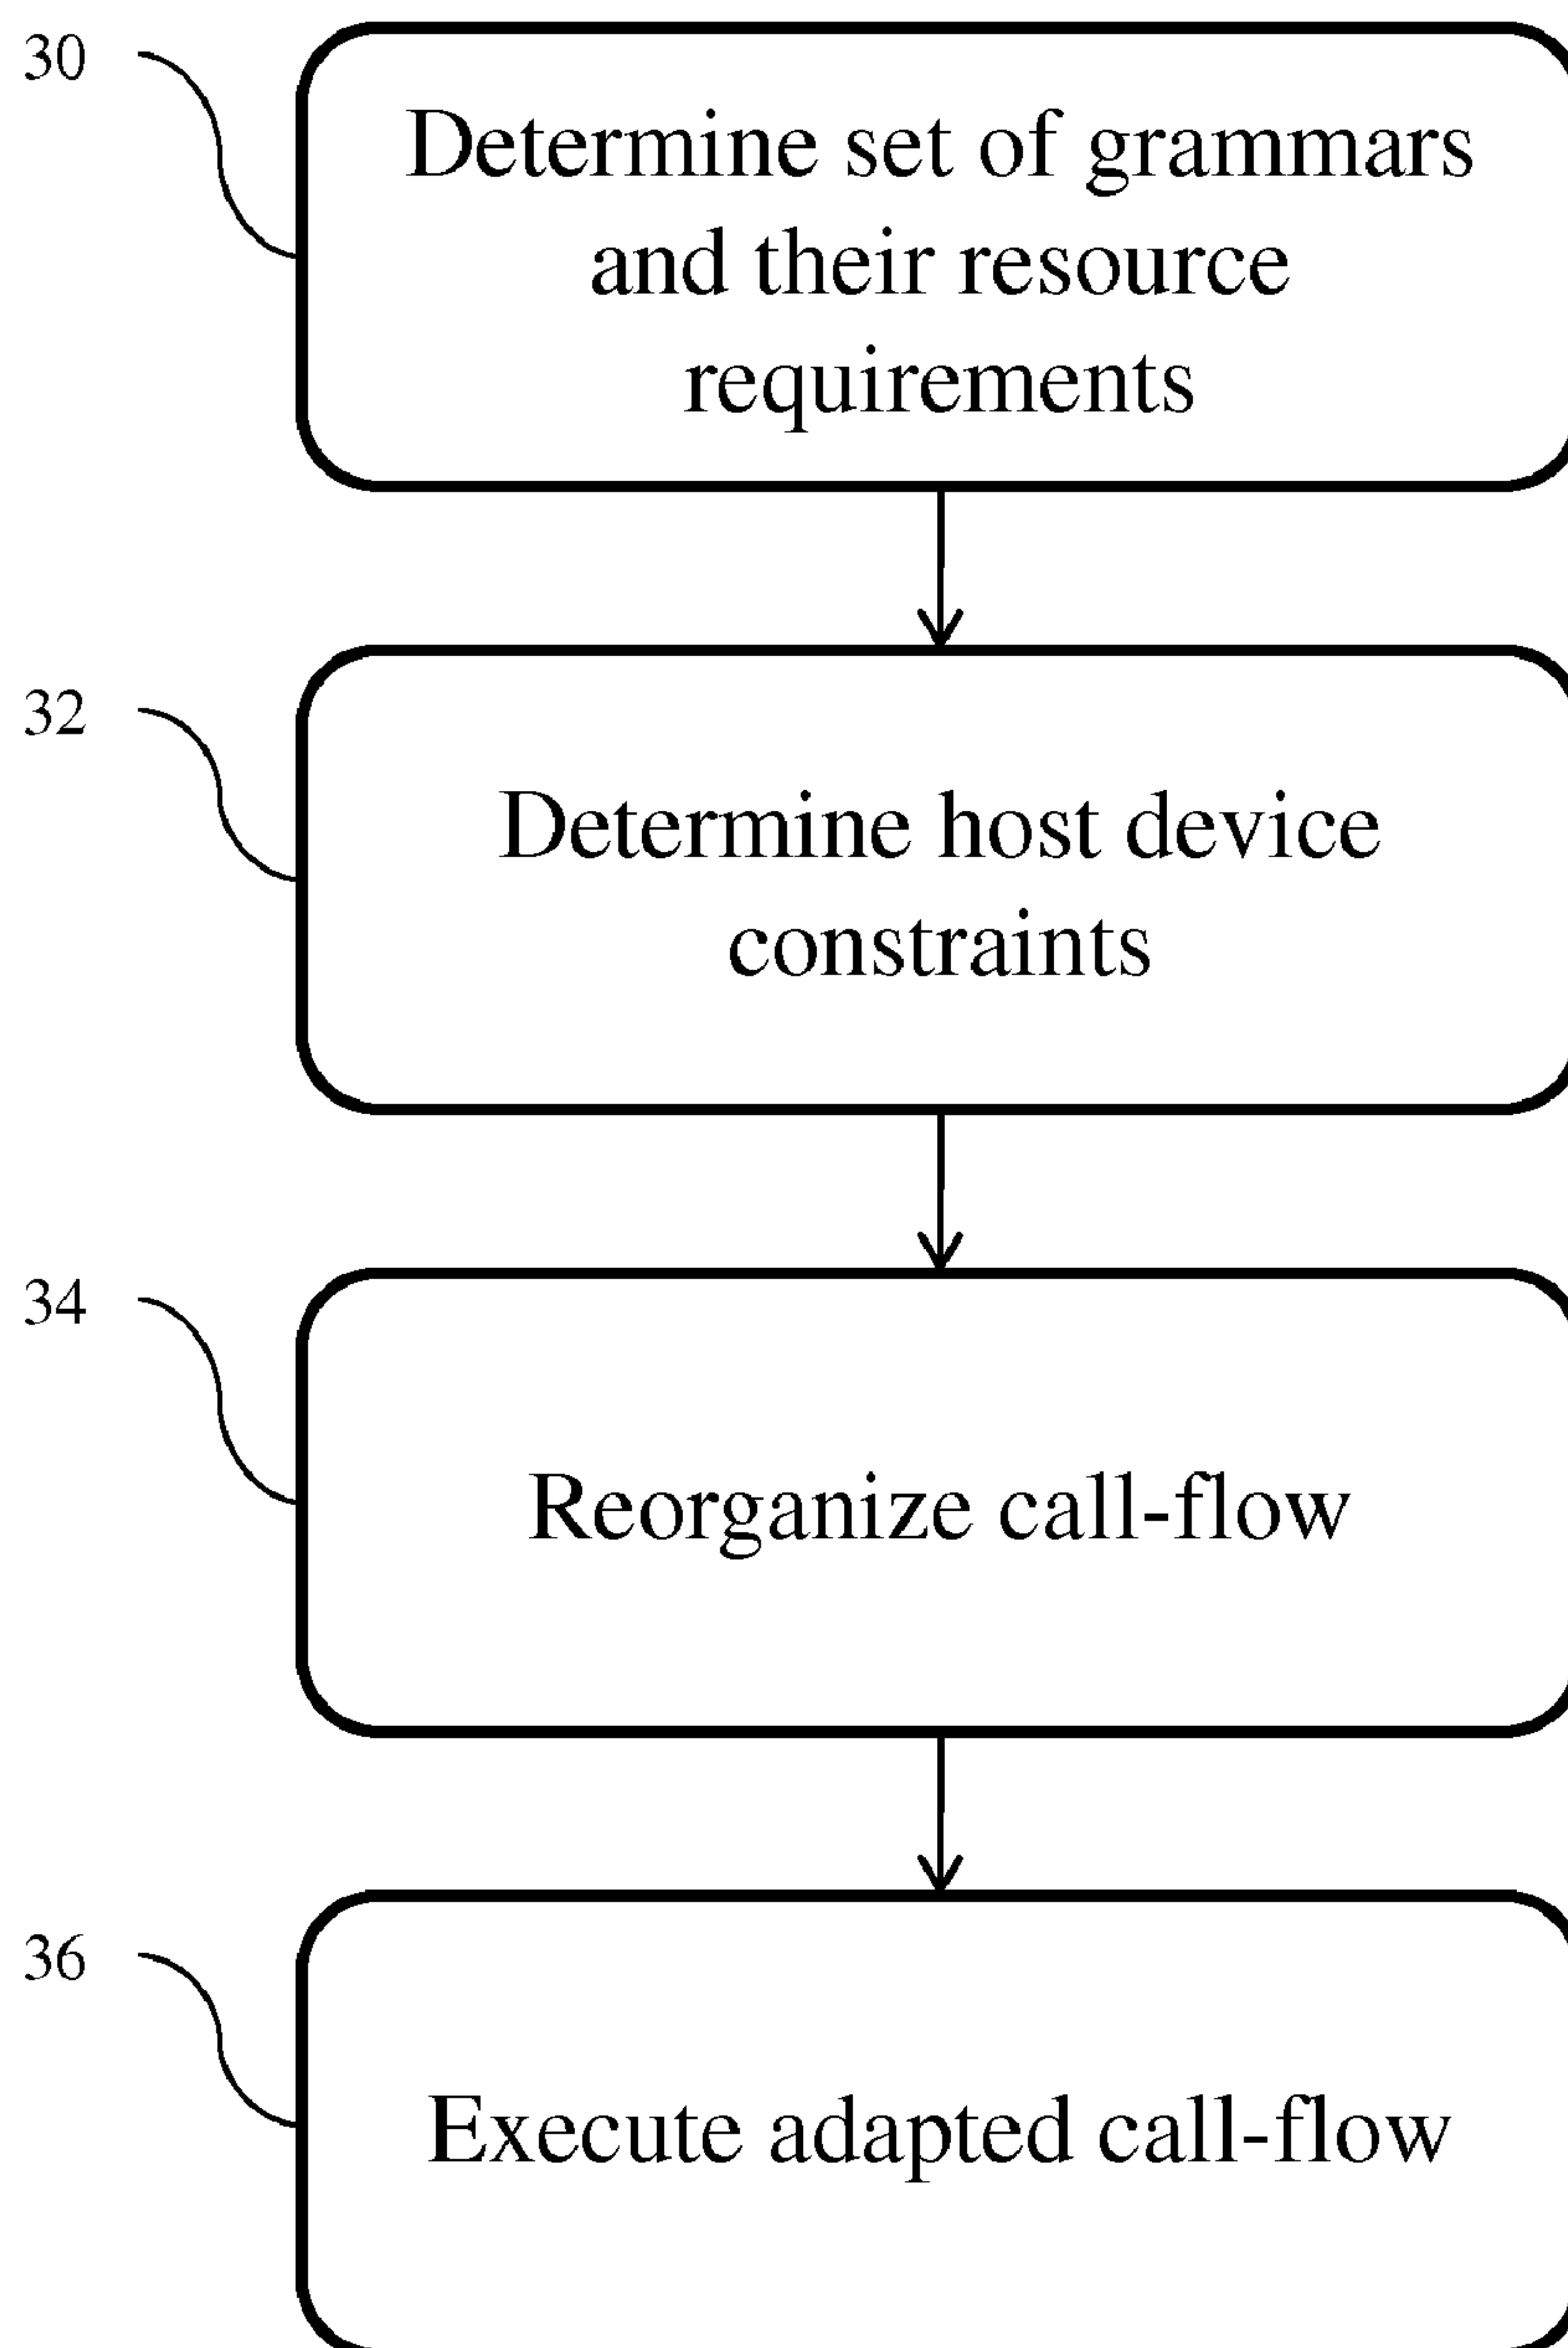 30
Determine set of grammars
and their resource
requirements
32
Determine host device
constraints
34
Reorganize call-flow
36
Execute adapted call-flow